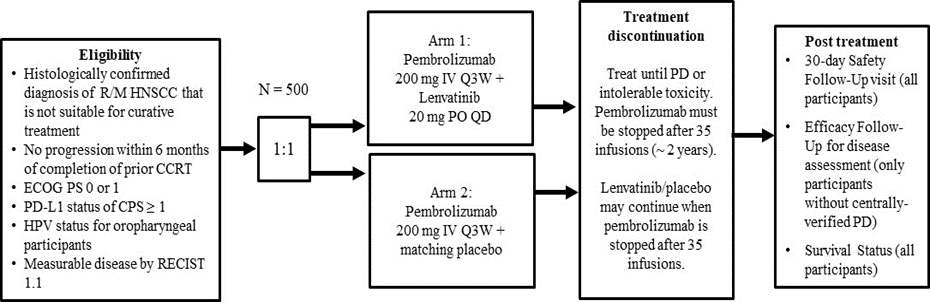 Eligibility
• Histologically confirmed
diagnosis of R/M HNSCC that
is not suitable for curative
treatment
• No progression within 6 months
of completion of prior CCRT
• ECOG PS 0 or 1
• PD-L1 status of CPS ≥ 1
• HPV status for oropharyngeal
participants
• Measurable disease by RECIST
1.1
N = 500
1:1
Arm 1:
Pembrolizumab
200 mg IV Q3W +
Lenvatinib
20 mg PO QD
Arm 2:
Pembrolizumab
200 mg IV Q3W +
matching placebo
Treatment
discontinuation
Treat until PD or
intolerable toxicity.
Pembrolizumab must
be stopped after 35
infusions (~ 2 years).
Lenvatinib/placebo
may continue when
pembrolizumab is
stopped after 35
infusions.
Post treatment
• 30-day Safety
Follow-Up visit (all
participants)
• Efficacy Follow-
Up for disease
assessment (only
participants
without centrally-
verified PD)
• Survival Status (all
participants)